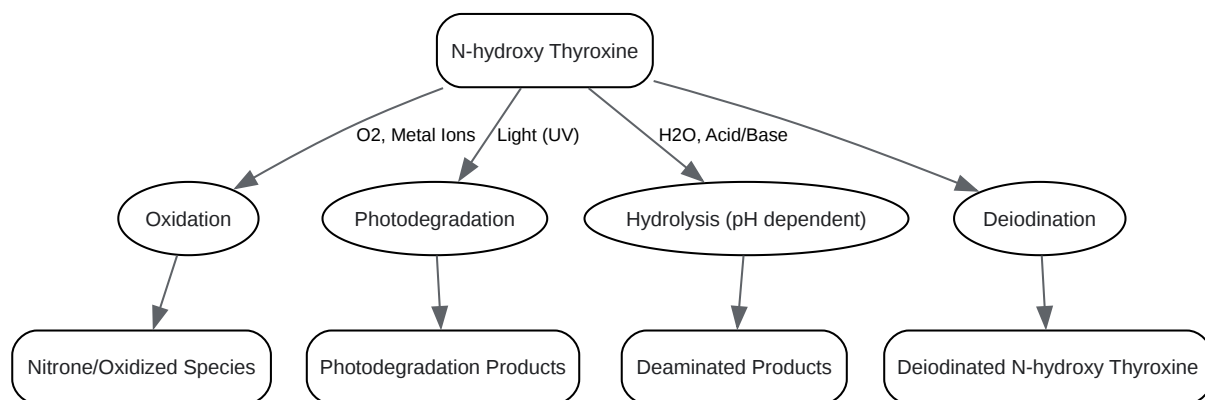 N-hydroxy Thyroxine
O2, Metal Ions
Light (UV)
H2O, Acid/Base
Oxidation
Photodegradation
Hydrolysis (pH dependent)
Deiodination
Nitrone/Oxidized Species
Photodegradation Products
Deaminated Products
Deiodinated N-hydroxy Thyroxine